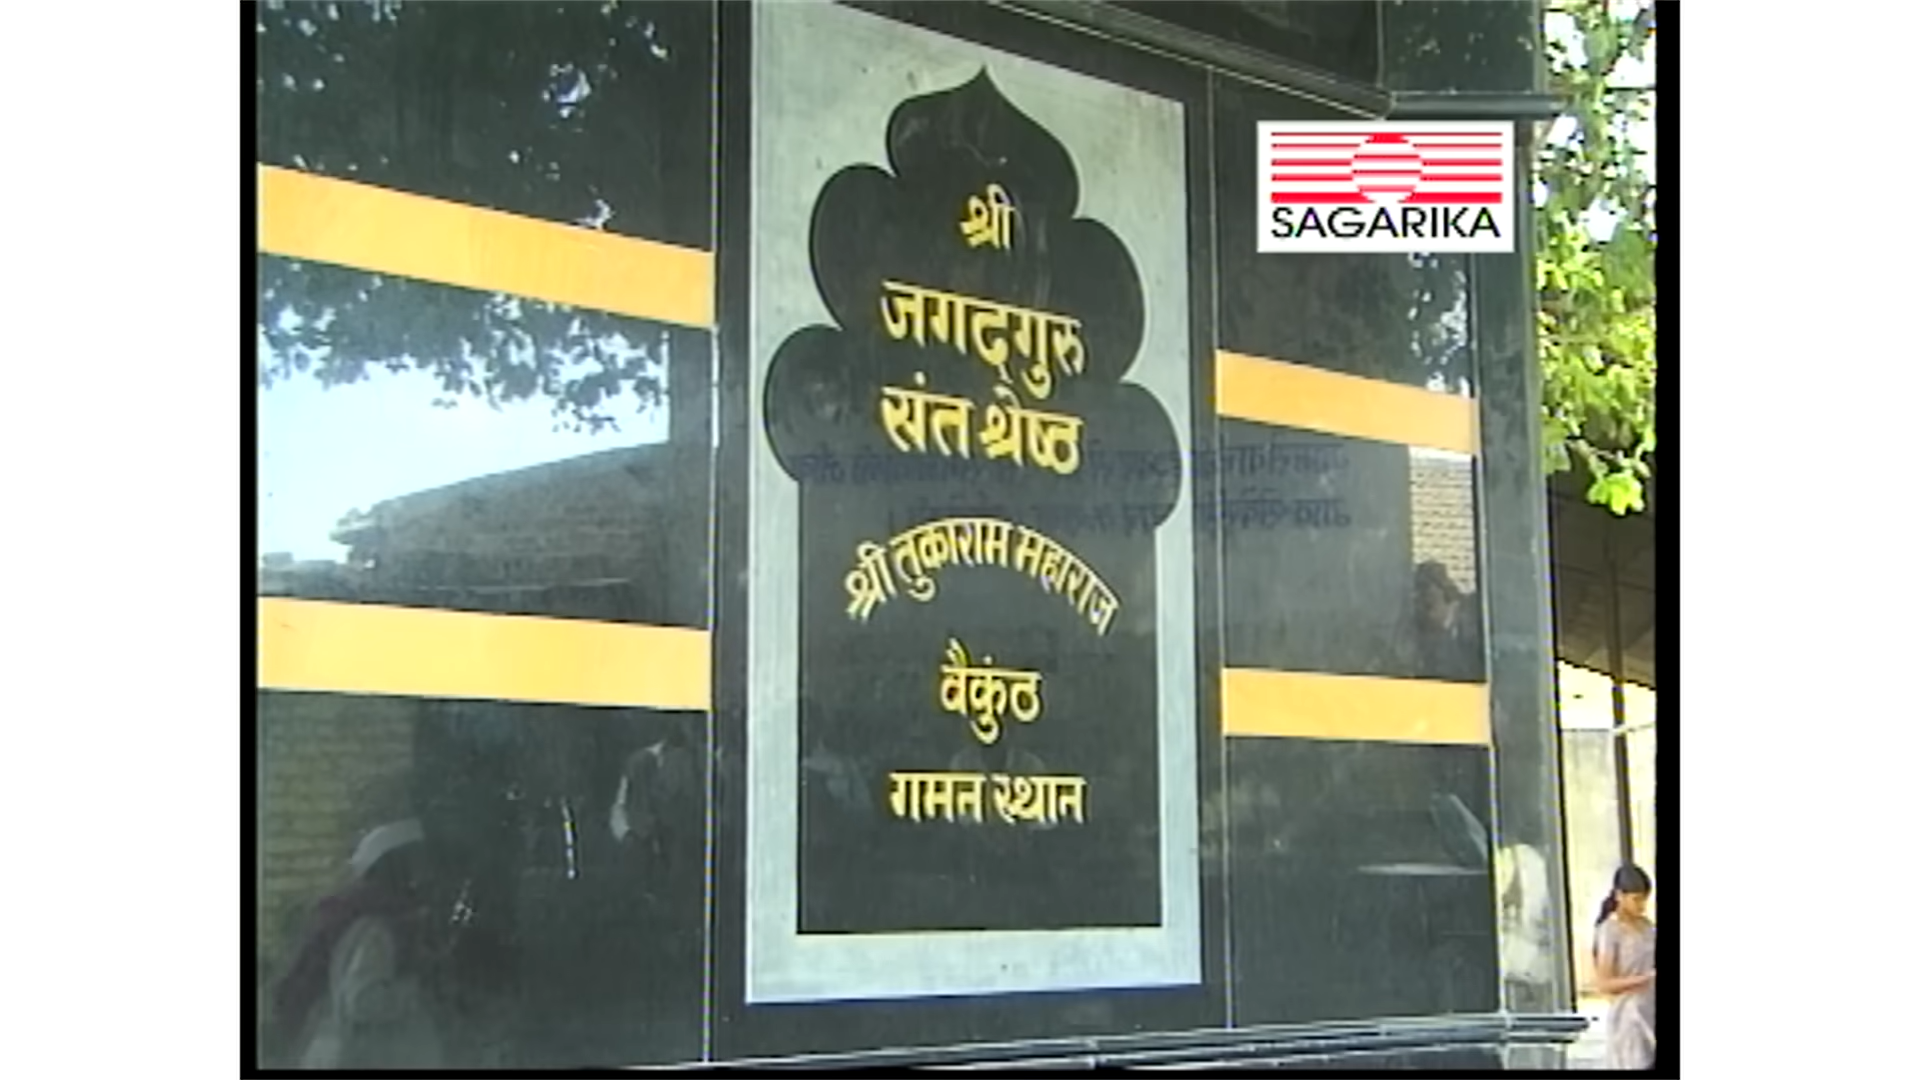 श्री
जगद्गुरु
संत श्रेष्ठ
श्री तुकाराम महाराज
वैकुंठ
गमन स्थान
SAGARIKA